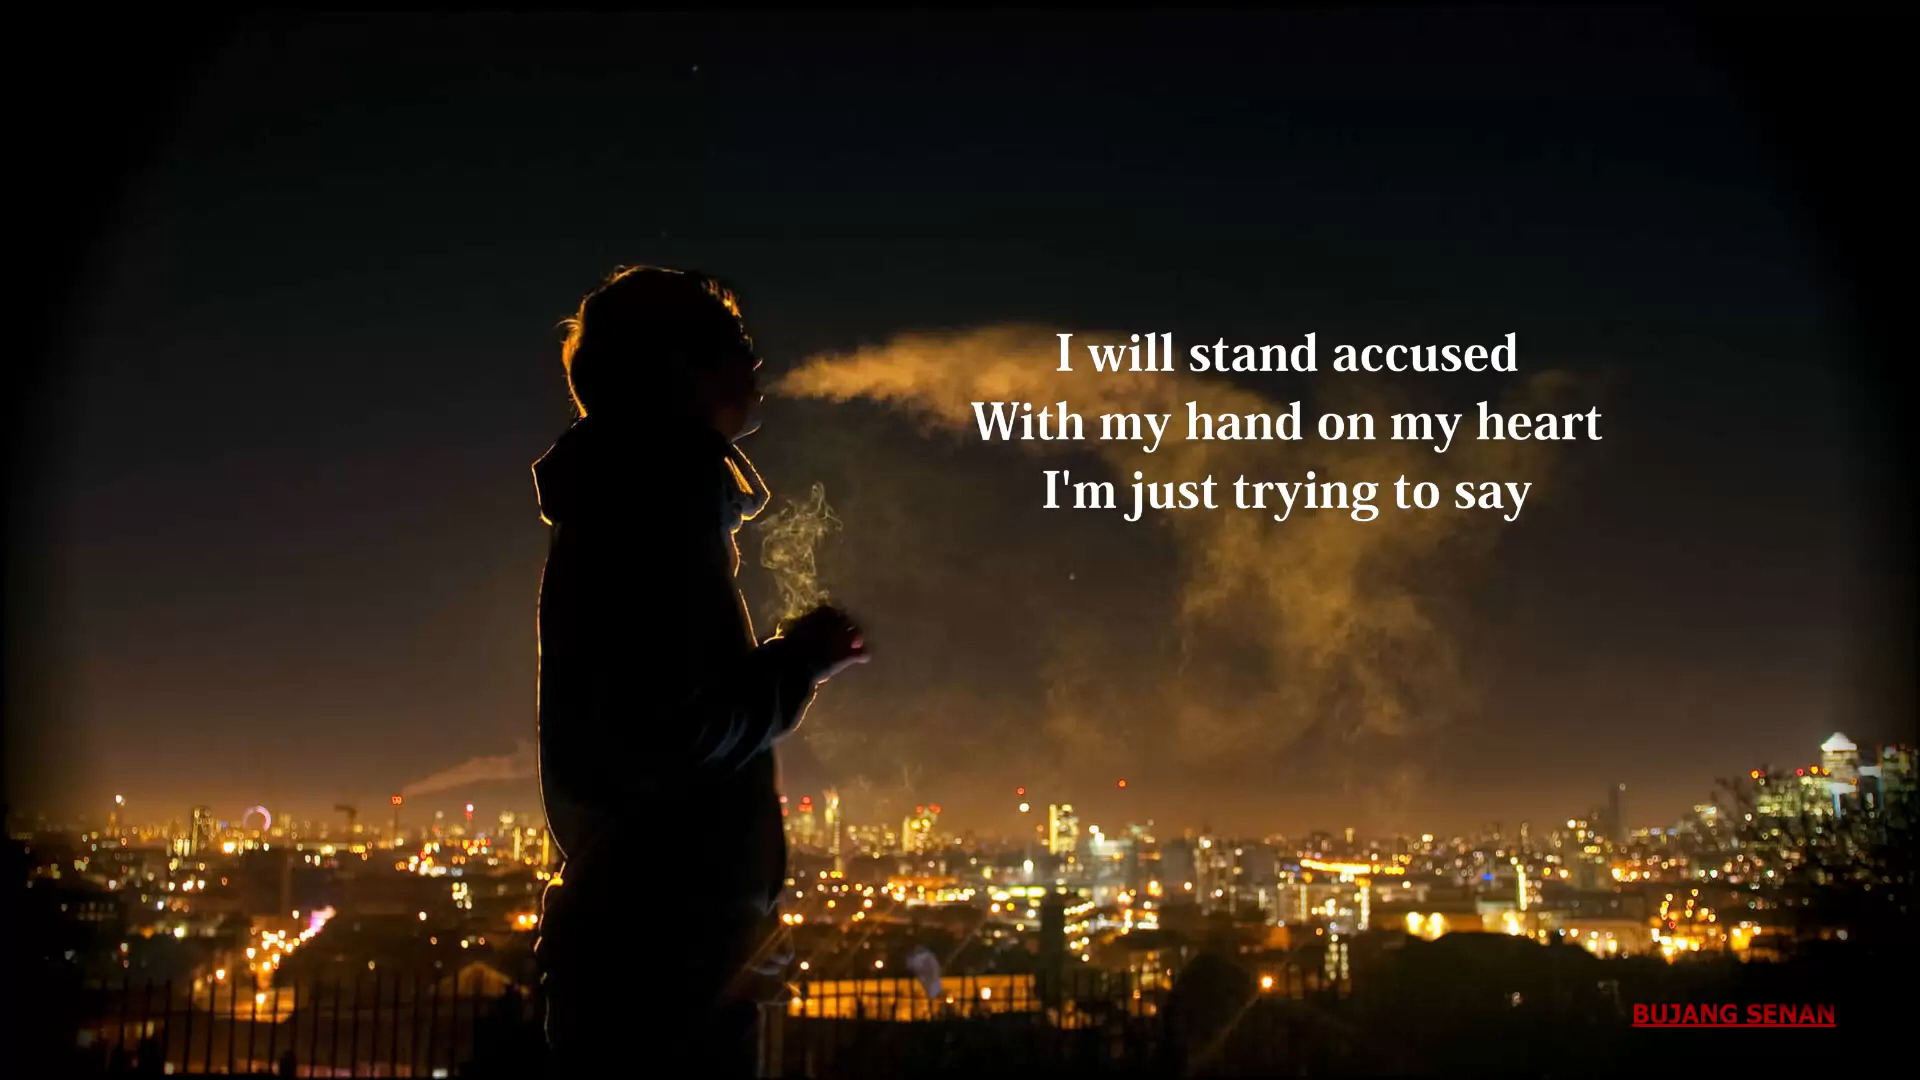 I will stand accused
With my hand on my heart
I'm just trying to say
BUJANG SENAN